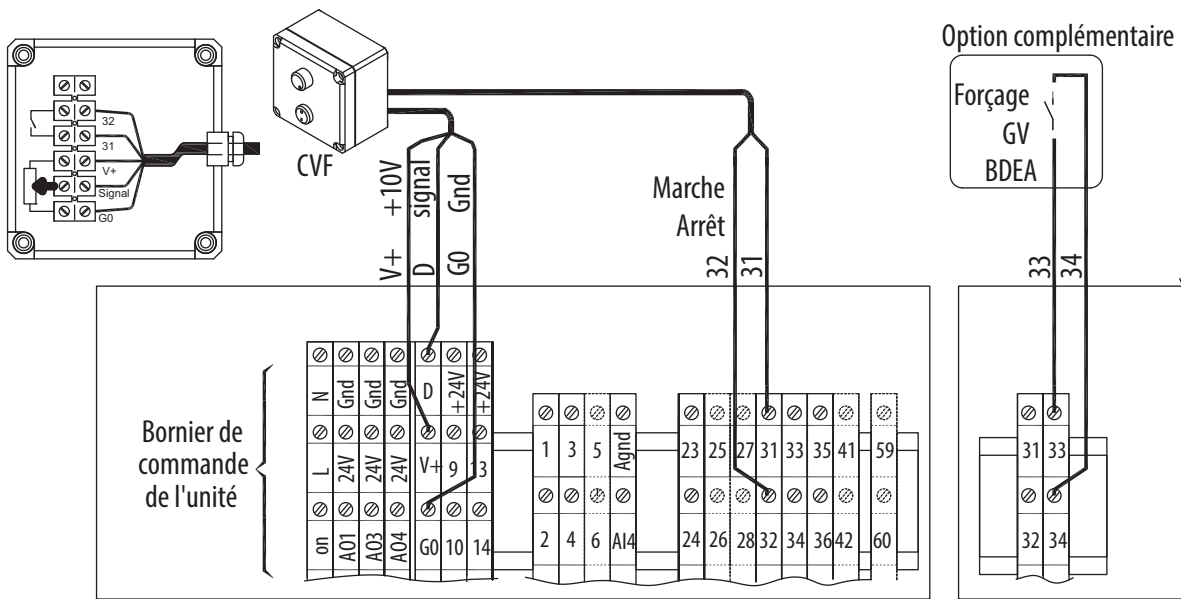 Option complémentaire
Forçage
GV
BDEA
32
31
V+
Signal
G0
CVF
+10V
signal
Gnd
V+
D
G0
Marche
Arrêt
32
31
33
34
Bornier de
commande
de l'unité
N Gnd Gnd Gnd D +24V +24V
L 24V 24V 24V V+ 9 13
on A01 A03 A04 G0 10 14
1 3 5 Agnd
2 4 6 AI4
23 25 27 31 33 35 41 59
24 26 28 32 34 36 42 60
31 33
32 34